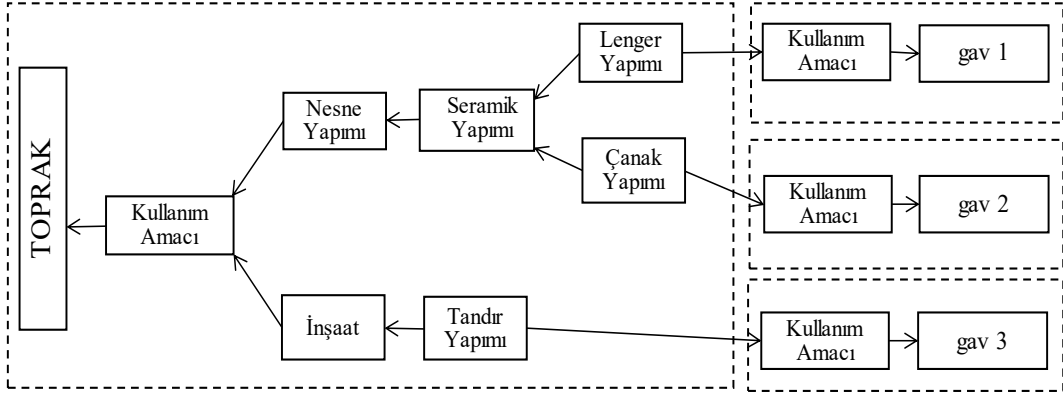 TOPRAK
Kullanım
Amacı
Nesne
Yapımı
İnşaat
Seramik
Yapımı
Tandır
Yapımı
Lenger
Yapımı
Çanak
Yapımı
Kullanım
Amacı
gav 1
Kullanım
Amacı
gav 2
Kullanım
Amacı
gav 3